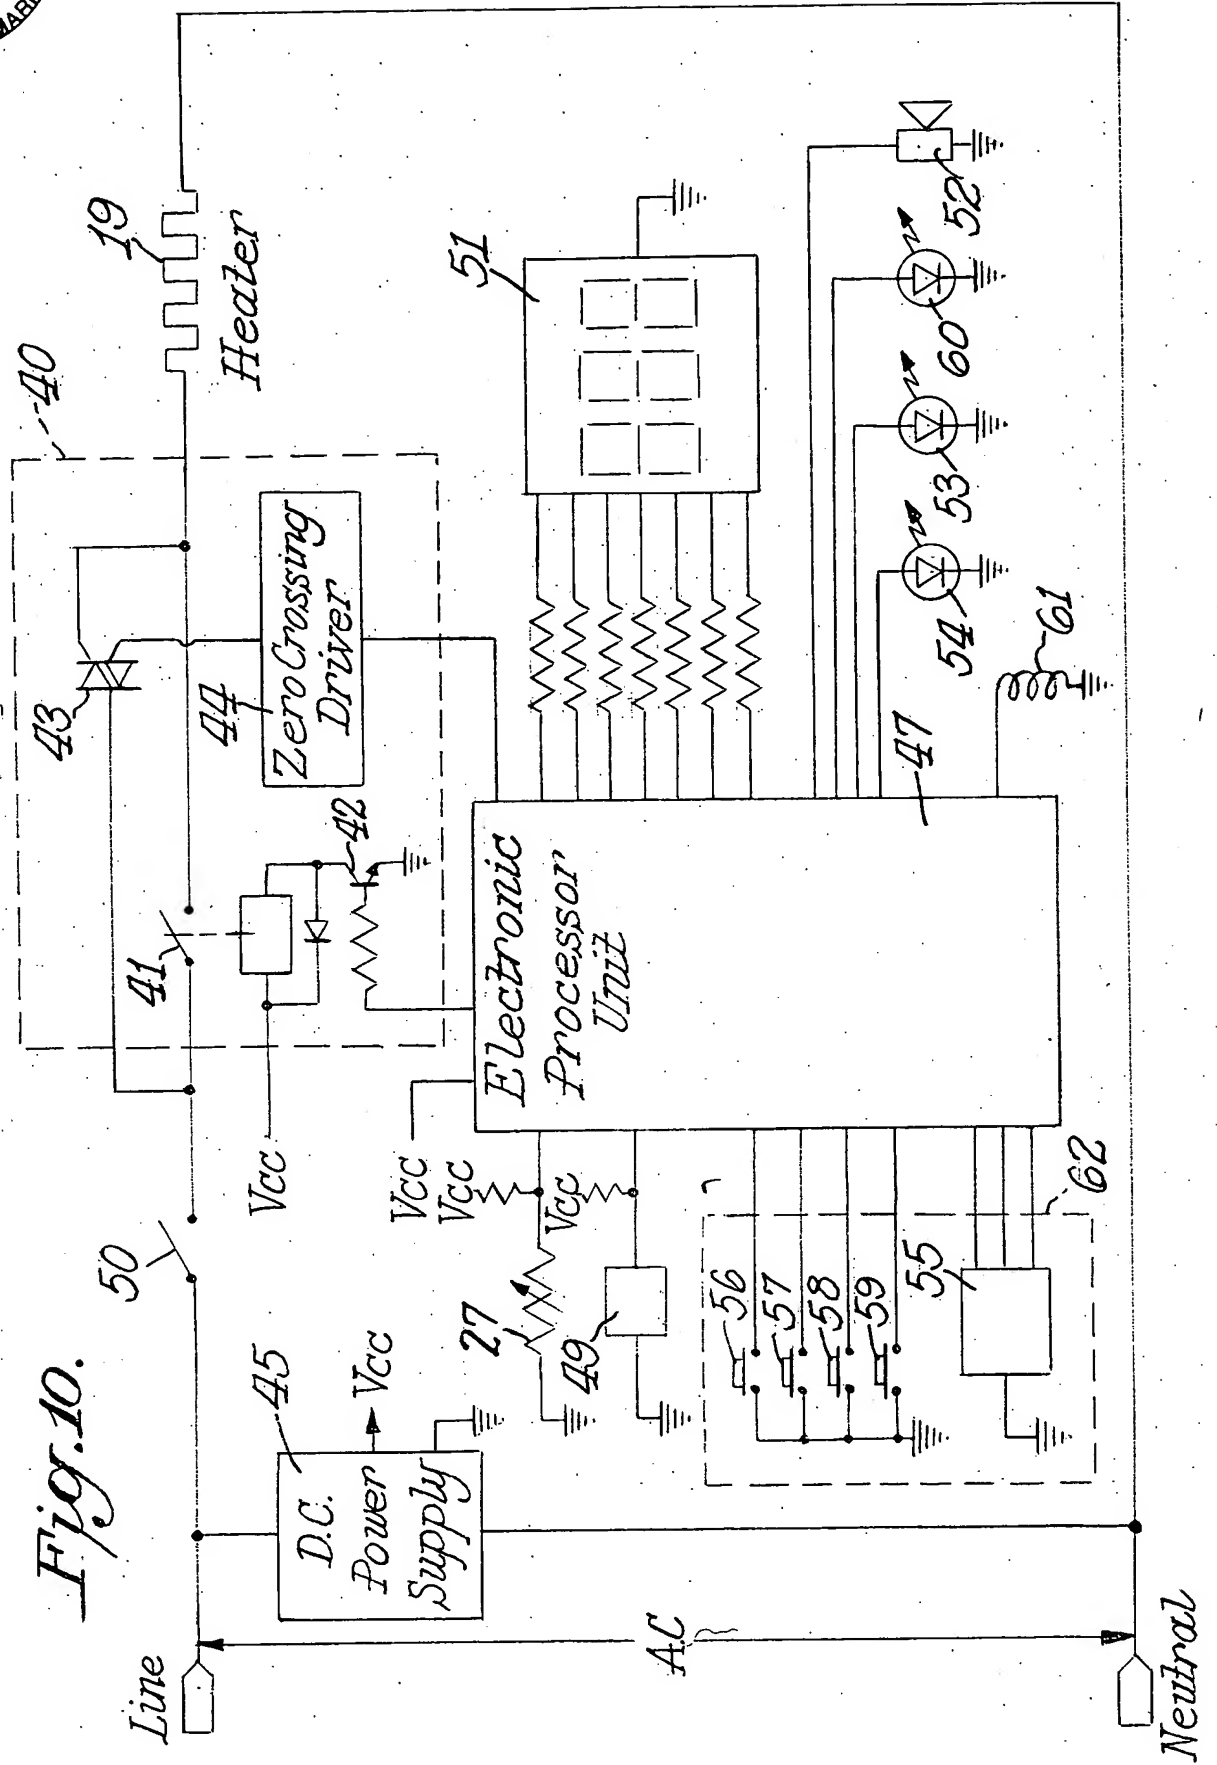 Fig.10.
Line
Neutral
A.C
45
D.C.
Power
Supply
Vcc
50
Vcc
41
42
43
44
Zero Crossing
Driver
40
19
Heater
Vcc
Vcc
Vcc
27
49
56
57
58
59
55
62
Electronic
Processor
Unit
47
51
61
54
53
60
52